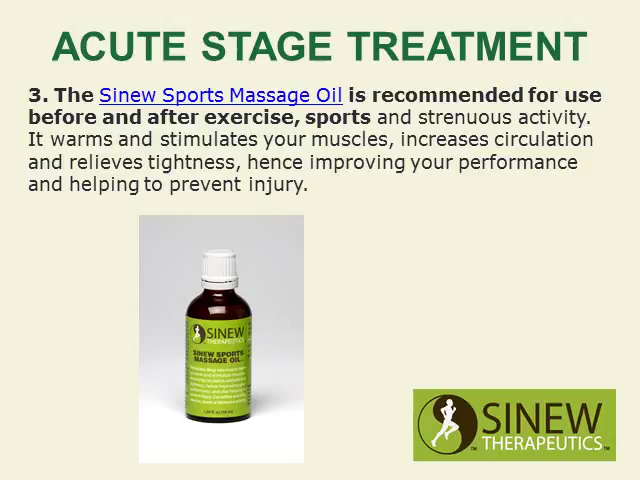 ACUTE STAGE TREATMENT
3. The Sinew Sports Massage Oil is recommended for use
before and after exercise, sports and strenuous activity.
It warms and stimulates your muscles, increases circulation
and relieves tightness, hence improving your performance
and helping to prevent injury.
SINEW
THERAPEUTICS
SINEW SPORTS
MASSAGE OIL
SINEW
™ THERAPEUTICS™